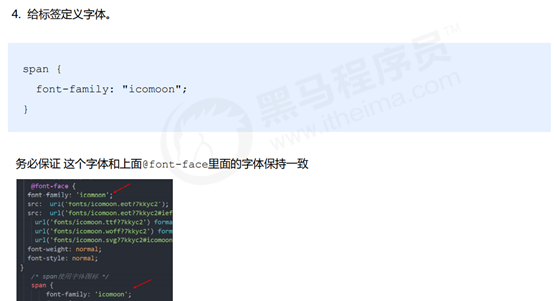 4. 给标签定义字体。
span {
font-family: "icomoon";
}
务必保证 这个字体和上面@font-face里面的字体保持一致
@font-face {
font-family: 'icomoon';
src: url('fonts/icomoon.eot?7kkyc2');
src: url('fonts/icomoon.eot?7kkyc2#ief
url('fonts/icomoon.ttf?7kkyc2') forma
url('fonts/icomoon.woff?7kkyc2') form
url('fonts/icomoon.svg?7kkyc2#icomoon
font-weight: normal;
font-style: normal;
}
/* span使用字体图标 */
span {
font-family: 'icomoon';
黑马程序员™
www.itheima.com